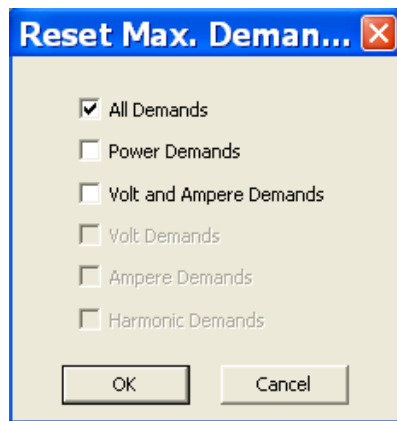 Reset Max. Deman...
All Demands
Power Demands
Volt and Ampere Demands
Volt Demands
Ampere Demands
Harmonic Demands
OK
Cancel